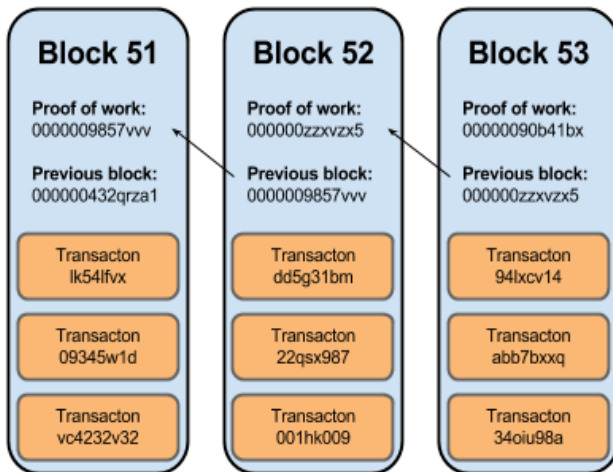 Block 51
Proof of work:
0000009857vvv
Previous block:
000000432qrza1
Transacton
lk54lfvx
Transacton
09345w1d
Transacton
vc4232v32
Block 52
Proof of work:
000000zzxvzx5
Previous block:
0000009857vvv
Transacton
dd5g31bm
Transacton
22qsx987
Transacton
001hk009
Block 53
Proof of work:
00000090b41bx
Previous block:
000000zzxvzx5
Transacton
94lxcv14
Transacton
abb7bxxq
Transacton
34oiu98a